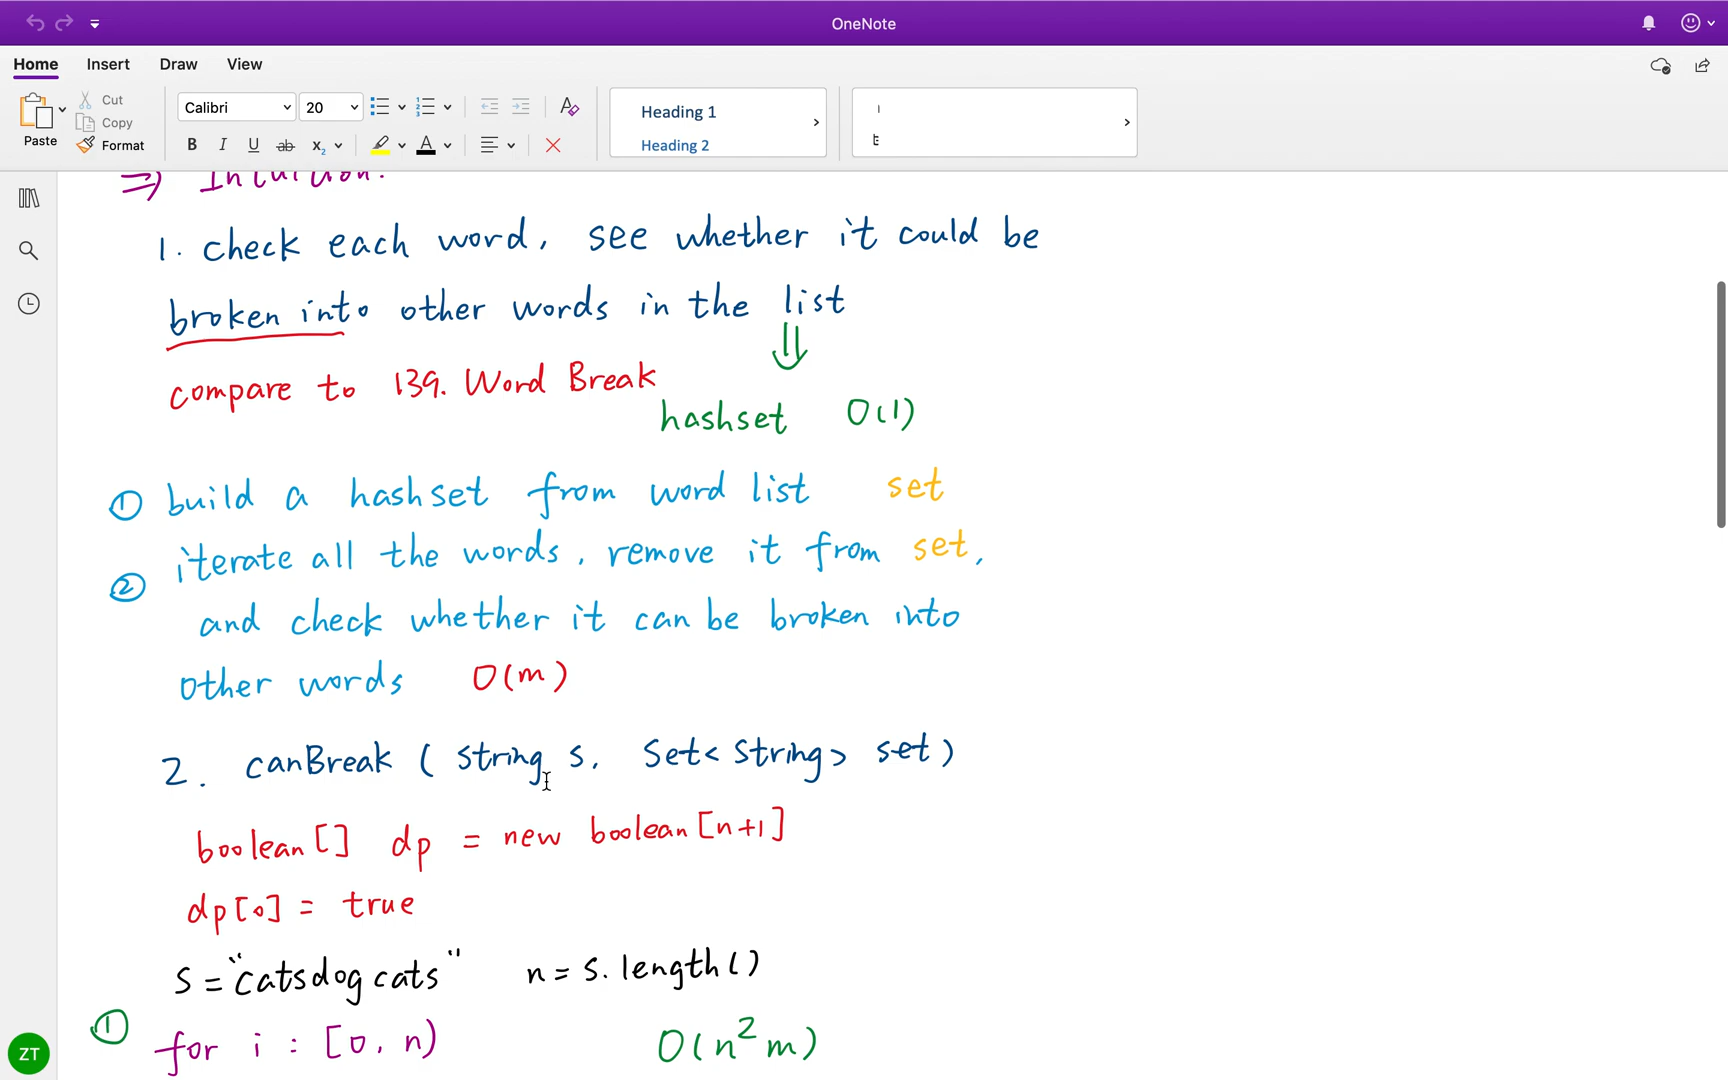 OneNote
Home Insert Draw View
Paste
Cut
Copy
Format
Calibri 20
B I U ab x₂ A
Heading 1
Heading 2
⇒ Intuition:
1. check each word, see whether it could be
broken into other words in the list
compare to 139. Word Break
hashset O(1)
① build a hashset from word list set
② iterate all the words, remove it from set,
and check whether it can be broken into
other words O(m)
2. canBreak ( String s, Set< String> set)
boolean[] dp = new boolean[n+1]
dp[0] = true
S = "catsdogcats" n = s.length()
① for i : [0, n) O(n²m)
ZT